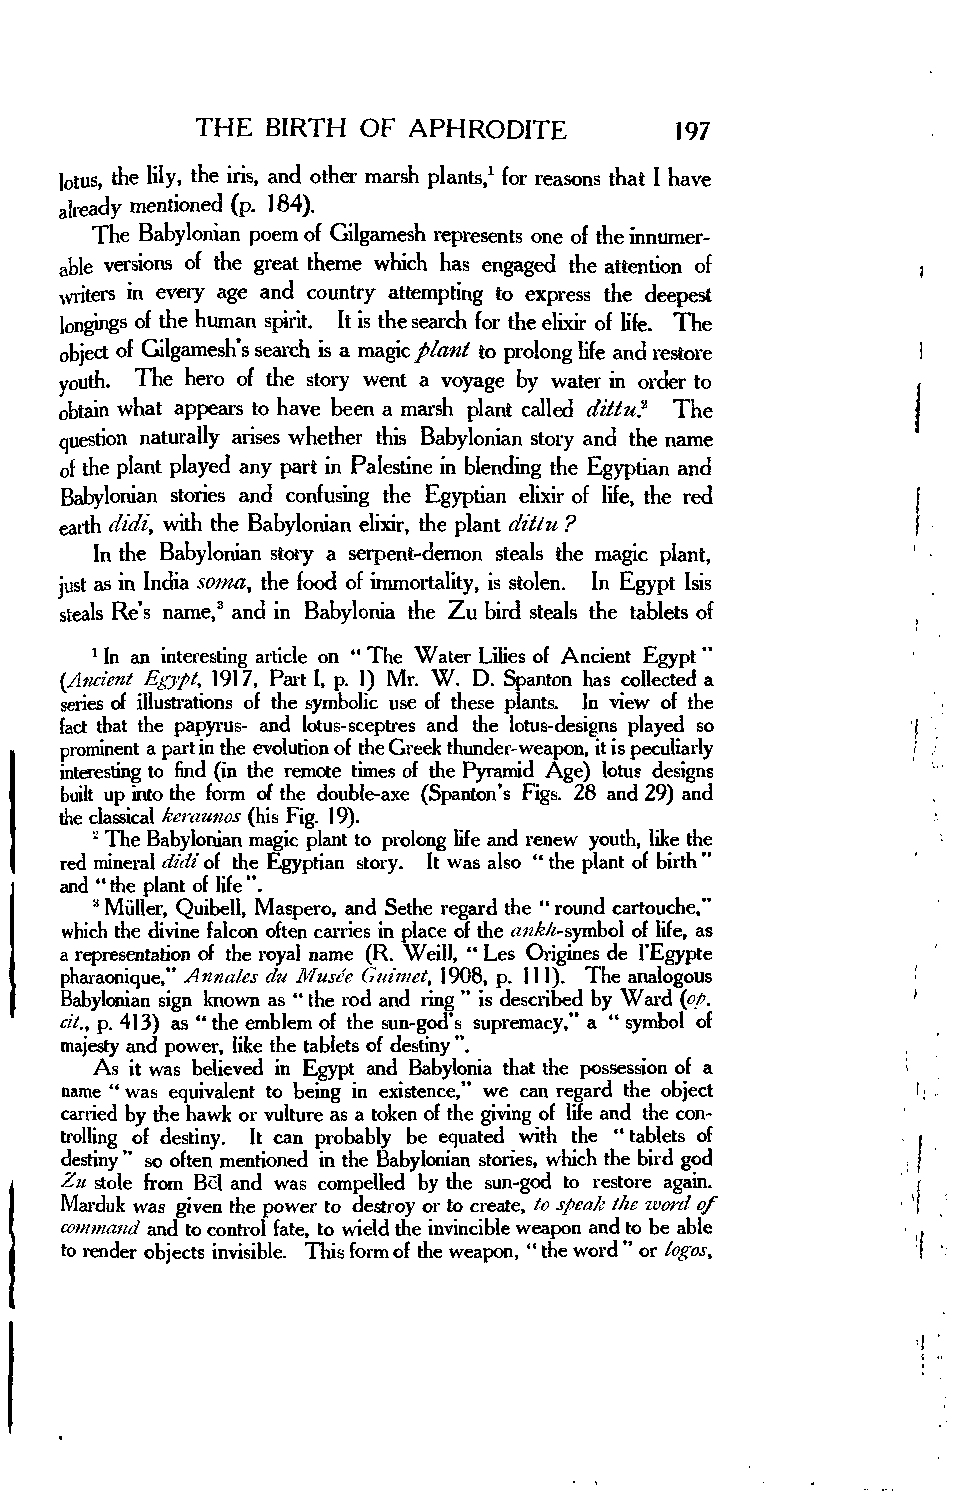 THE BIRTH OF APHRODITE 197
lotus, the lily, the iris, and other marsh plants,¹ for reasons that I have
already mentioned (p. 184).
The Babylonian poem of Gilgamesh represents one of the innumer-
able versions of the great theme which has engaged the attention of
writers in every age and country attempting to express the deepest
longings of the human spirit. It is the search for the elixir of life. The
object of Gilgamesh's search is a magic plant to prolong life and restore
youth. The hero of the story went a voyage by water in order to
obtain what appears to have been a marsh plant called dittu.² The
question naturally arises whether this Babylonian story and the name
of the plant played any part in Palestine in blending the Egyptian and
Babylonian stories and confusing the Egyptian elixir of life, the red
earth didi, with the Babylonian elixir, the plant dittu ?
In the Babylonian story a serpent-demon steals the magic plant,
just as in India soma, the food of immortality, is stolen. In Egypt Isis
steals Re's name,³ and in Babylonia the Zu bird steals the tablets of
¹ In an interesting article on “ The Water Lilies of Ancient Egypt ”
(Ancient Egypt, 1917, Part I, p. 1) Mr. W. D. Spanton has collected a
series of illustrations of the symbolic use of these plants. In view of the
fact that the papyrus- and lotus-sceptres and the lotus-designs played so
prominent a part in the evolution of the Greek thunder-weapon, it is peculiarly
interesting to find (in the remote times of the Pyramid Age) lotus designs
built up into the form of the double-axe (Spanton's Figs. 28 and 29) and
the classical keraunos (his Fig. 19).
² The Babylonian magic plant to prolong life and renew youth, like the
red mineral didi of the Egyptian story. It was also “ the plant of birth ”
and “ the plant of life ”.
³ Müller, Quibell, Maspero, and Sethe regard the “ round cartouche,”
which the divine falcon often carries in place of the ankh-symbol of life, as
a representation of the royal name (R. Weill, “ Les Origines de l'Egypte
pharaonique,” Annales du Musée Guimet, 1908, p. 111). The analogous
Babylonian sign known as “ the rod and ring ” is described by Ward (op.
cit., p. 413) as “ the emblem of the sun-god's supremacy,” a “ symbol of
majesty and power, like the tablets of destiny ”.
As it was believed in Egypt and Babylonia that the possession of a
name “ was equivalent to being in existence,” we can regard the object
carried by the hawk or vulture as a token of the giving of life and the con-
trolling of destiny. It can probably be equated with the “ tablets of
destiny ” so often mentioned in the Babylonian stories, which the bird god
Zu stole from Bēl and was compelled by the sun-god to restore again.
Marduk was given the power to destroy or to create, to speak the word of
command and to control fate, to wield the invincible weapon and to be able
to render objects invisible. This form of the weapon, “ the word ” or logos,